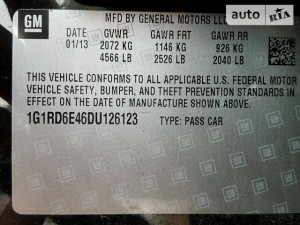 GM
MFD BY GENERAL MOTORS LLC
DATE GVWR GAWR FRT GAWR RR
01/13 2072 KG 1146 KG 926 KG
4566 LB 2526 LB 2040 LB
THIS VEHICLE CONFORMS TO ALL APPLICABLE U.S. FEDERAL MOTOR
VEHICLE SAFETY, BUMPER, AND THEFT PREVENTION STANDARDS IN
EFFECT ON THE DATE OF MANUFACTURE SHOWN ABOVE
1G1RD6E46DU126123 TYPE: PASS CAR
auto RIA